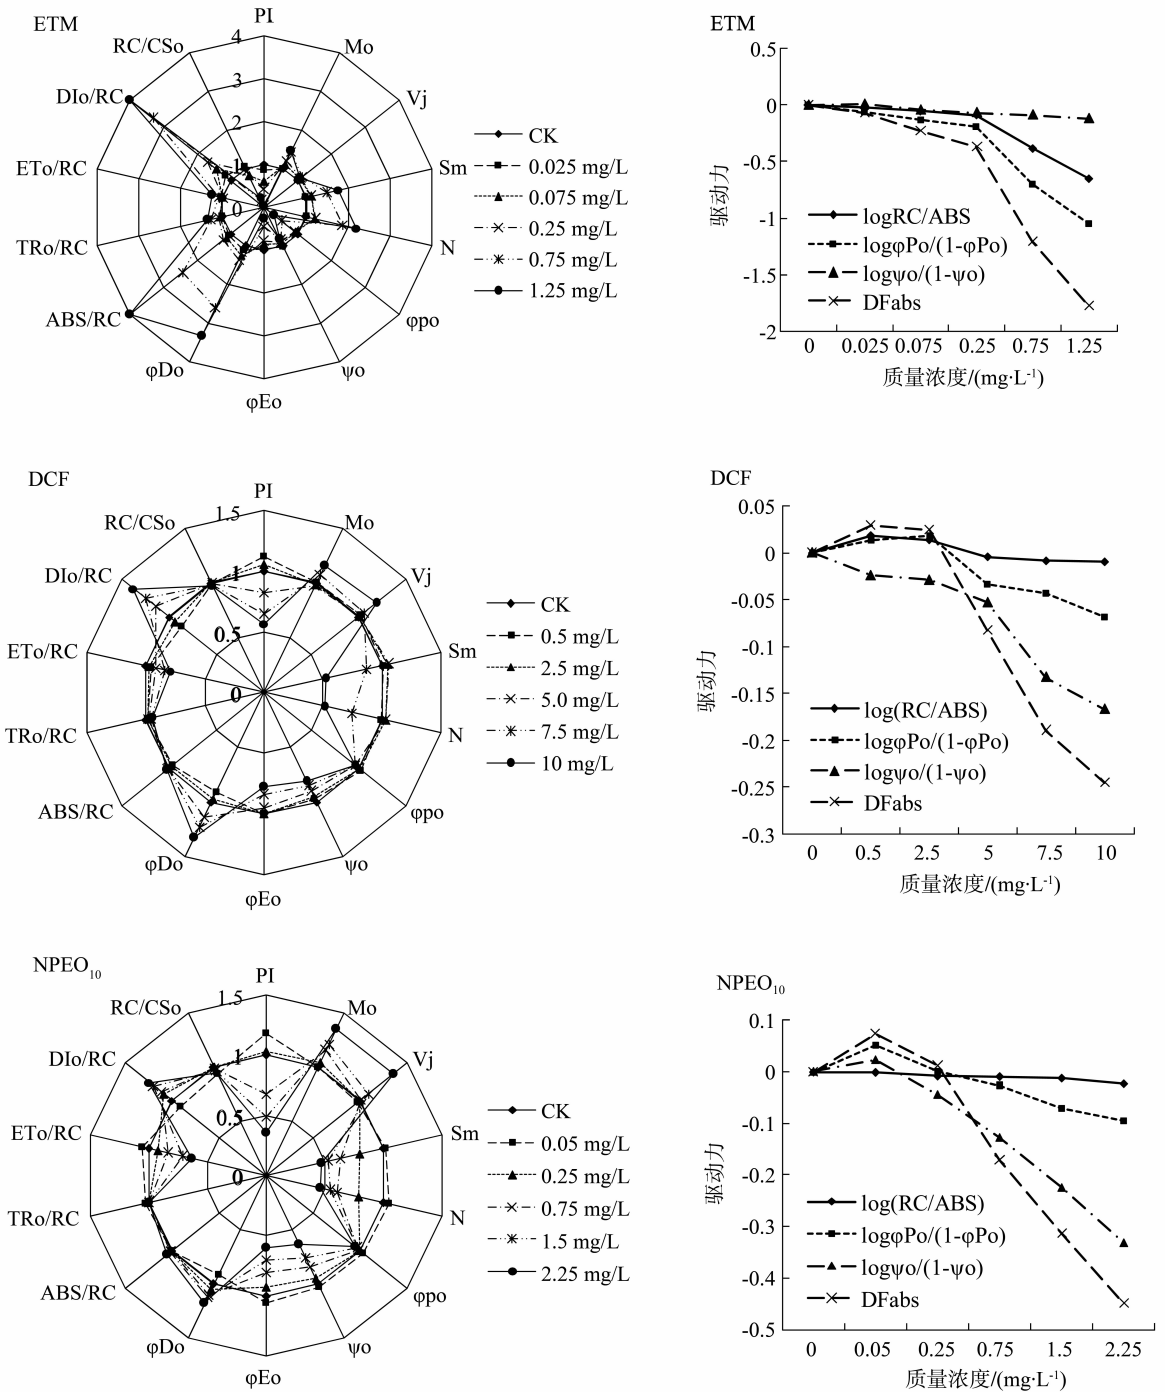 ETM
PI
Mo
Vj
Sm
N
φpo
ψo
φEo
φDo
ABS/RC
TRo/RC
ETo/RC
DIo/RC
RC/CSo
4
3
2
1
0
CK
0.025 mg/L
0.075 mg/L
0.25 mg/L
0.75 mg/L
1.25 mg/L
ETM
0.5
0
-0.5
-1
-1.5
-2
驱动力
logRC/ABS
logφPo/(1-φPo)
logψo/(1-ψo)
DFabs
0 0.025 0.075 0.25 0.75 1.25
质量浓度/(mg·L⁻¹)
DCF
PI
Mo
Vj
Sm
N
φpo
ψo
φEo
φDo
ABS/RC
TRo/RC
ETo/RC
DIo/RC
RC/CSo
1.5
1
0.5
0
CK
0.5 mg/L
2.5 mg/L
5.0 mg/L
7.5 mg/L
10 mg/L
DCF
0.05
0
-0.05
-0.1
-0.15
-0.2
-0.25
-0.3
驱动力
log(RC/ABS)
logφPo/(1-φPo)
logψo/(1-ψo)
DFabs
0 0.5 2.5 5 7.5 10
质量浓度/(mg·L⁻¹)
NPEO₁₀
PI
Mo
Vj
Sm
N
φpo
ψo
φEo
φDo
ABS/RC
TRo/RC
ETo/RC
DIo/RC
RC/CSo
1.5
1
0.5
0
CK
0.05 mg/L
0.25 mg/L
0.75 mg/L
1.5 mg/L
2.25 mg/L
NPEO₁₀
0.1
0
-0.1
-0.2
-0.3
-0.4
-0.5
驱动力
log(RC/ABS)
logφPo/(1-φPo)
logψo/(1-ψo)
DFabs
0 0.05 0.25 0.75 1.5 2.25
质量浓度/(mg·L⁻¹)